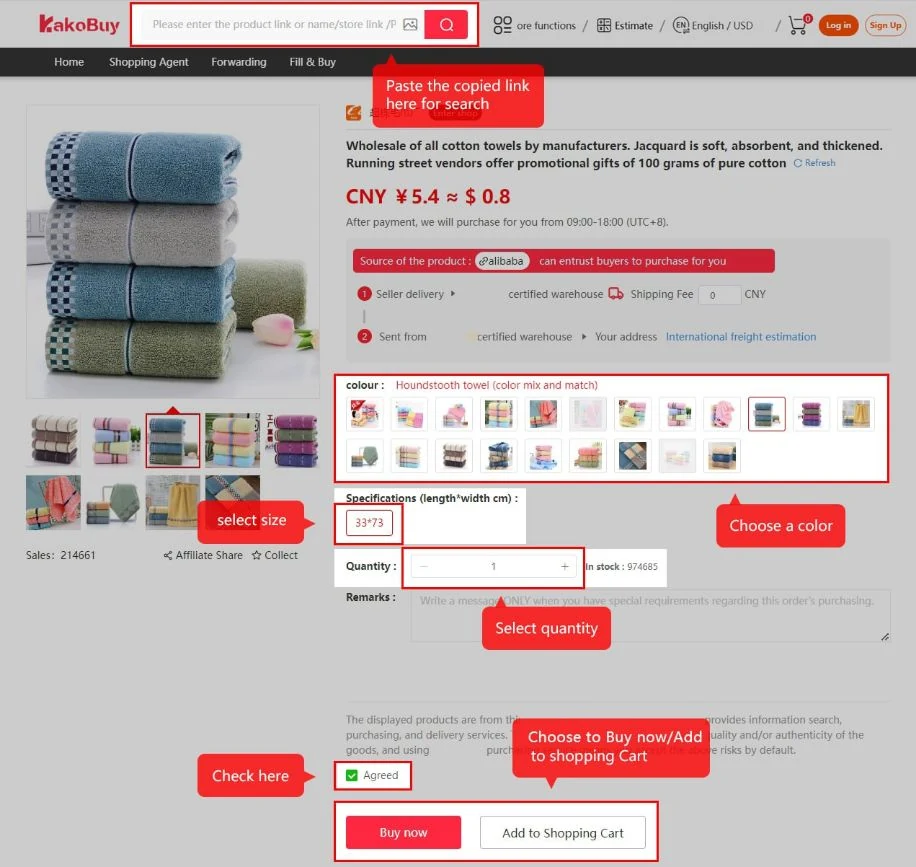 KakoBuy
Please enter the product link or name/store link /P
ore functions / Estimate / EN English / USD / 0 Log in Sign Up
Home Shopping Agent Forwarding Fill & Buy
Paste the copied link
here for search
Enter shop
Wholesale of all cotton towels by manufacturers. Jacquard is soft, absorbent, and thickened.
Running street vendors offer promotional gifts of 100 grams of pure cotton Refresh
CNY ¥5.4 ≈ $ 0.8
After payment, we will purchase for you from 09:00-18:00 (UTC+8).
Source of the product : alibaba can entrust buyers to purchase for you
1 Seller delivery certified warehouse Shipping Fee 0 CNY
2 Sent from certified warehouse Your address International freight estimation
colour : Houndstooth towel (color mix and match)
Specifications (length*width cm) :
select size
33*73
Choose a color
Sales: 214661 Affiliate Share Collect
Quantity : − 1 + In stock : 974685
Remarks : Write a message ONLY when you have special requirements regarding this order's purchasing.
Select quantity
The displayed products are from provides information search,
purchasing, and delivery services. uality and/or authenticity of the
goods, and using above risks by default.
Choose to Buy now/Add
to shopping Cart
Check here
Agreed
Buy now Add to Shopping Cart